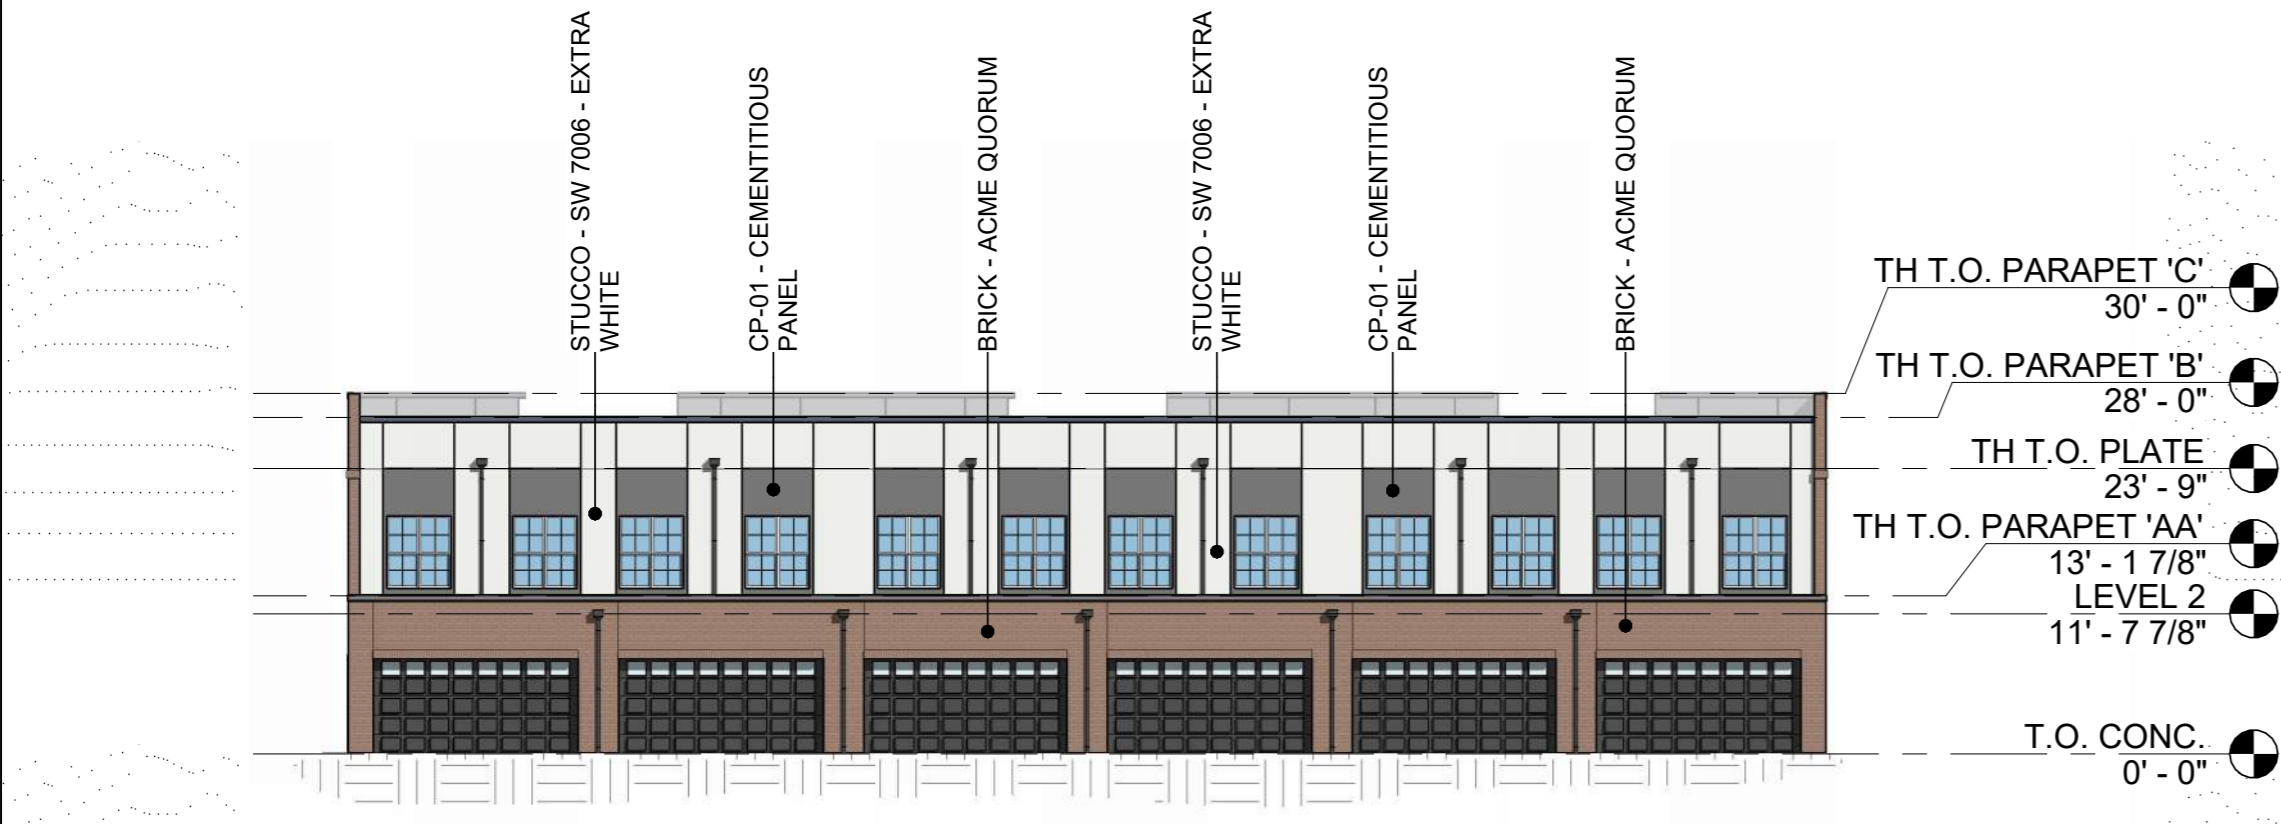 STUCCO - SW 7006 - EXTRA
WHITE
CP-01 - CEMENTITIOUS
PANEL
BRICK - ACME QUORUM
STUCCO - SW 7006 - EXTRA
WHITE
CP-01 - CEMENTITIOUS
PANEL
BRICK - ACME QUORUM
TH T.O. PARAPET 'C'
30' - 0"
TH T.O. PARAPET 'B'
28' - 0"
TH T.O. PLATE
23' - 9"
TH T.O. PARAPET 'AA'
13' - 1 7/8"
LEVEL 2
11' - 7 7/8"
T.O. CONC.
0' - 0"